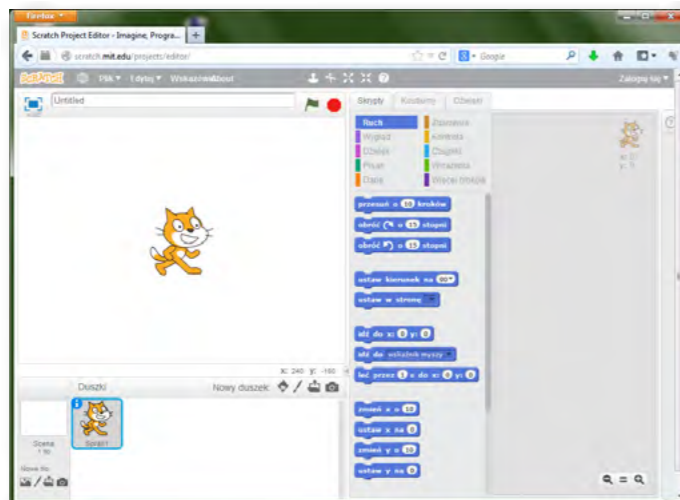 Firefox
Scratch Project Editor - Imagine, Progra...
scratch.mit.edu/projects/editor/
Google
SCRATCH Plik Edytuj Wskazówki About
Zaloguj się
Untitled
Skrypty Kostiumy Dźwięki
Ruch Zdarzenia
Wygląd Kontrola
Dźwięk Czujniki
Pisak Wyrażenia
Dane Więcej bloków
przesuń o 10 kroków
obróć o 15 stopni
obróć o 15 stopni
ustaw kierunek na 90
ustaw w stronę
idź do x: 0 y: 0
idź do wskaźnik myszy
leć przez 1 s do x: 0 y: 0
zmień x o 10
ustaw x na 0
zmień y o 10
ustaw y na 0
x: 240 y: -180
Duszki
Nowy duszek:
Scena
Sprite1